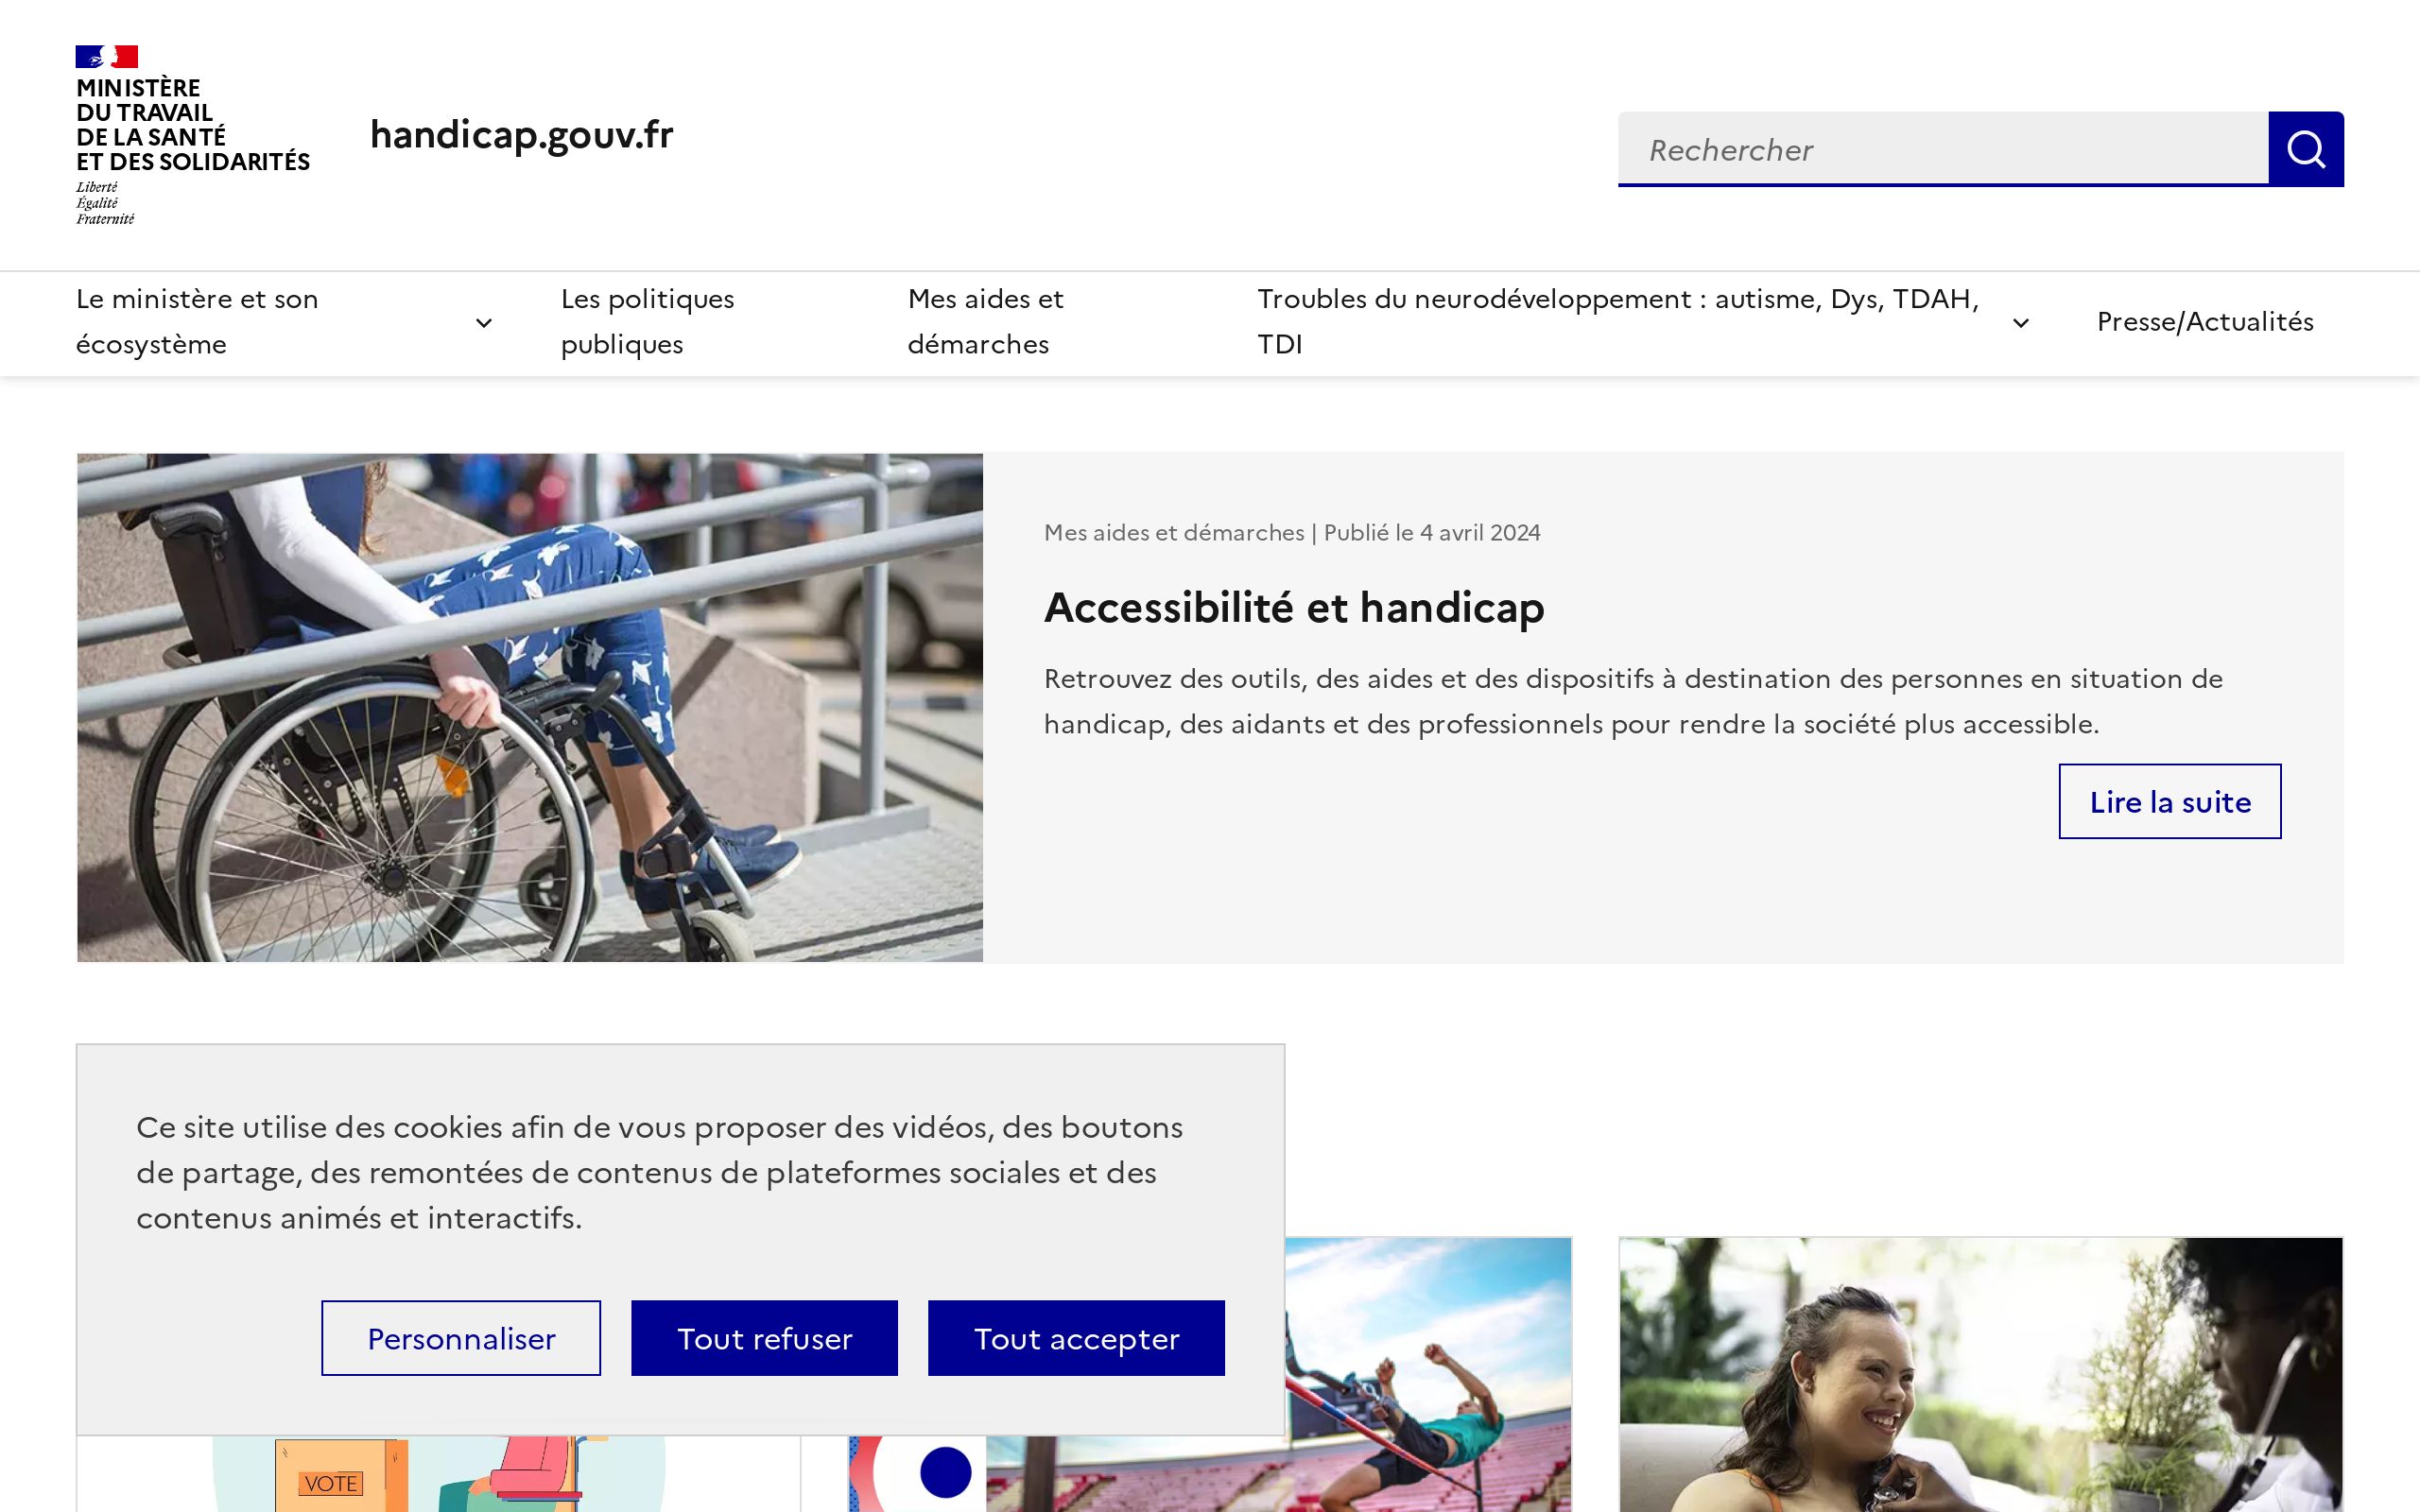 MINISTÈRE
DU TRAVAIL
DE LA SANTÉ
ET DES SOLIDARITÉS
Liberté
Égalité
Fraternité
handicap.gouv.fr
Rechercher
Le ministère et son
écosystème
Les politiques
publiques
Mes aides et
démarches
Troubles du neurodéveloppement : autisme, Dys, TDAH,
TDI
Presse/Actualités
Mes aides et démarches | Publié le 4 avril 2024
Accessibilité et handicap
Retrouvez des outils, des aides et des dispositifs à destination des personnes en situation de
handicap, des aidants et des professionnels pour rendre la société plus accessible.
Lire la suite
Ce site utilise des cookies afin de vous proposer des vidéos, des boutons
de partage, des remontées de contenus de plateformes sociales et des
contenus animés et interactifs.
Personnaliser
Tout refuser
Tout accepter
VOTE